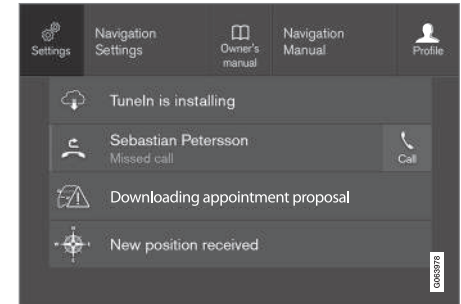 Settings
Navigation
Settings
Owner's
manual
Navigation
Manual
Profile
TuneIn is installing
Sebastian Petersson
Missed call
Call
Downloading appointment proposal
New position received
G063978